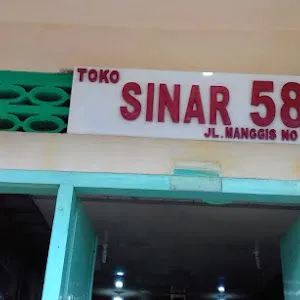 TOKO
SINAR 58
JL. MANGGIS NO